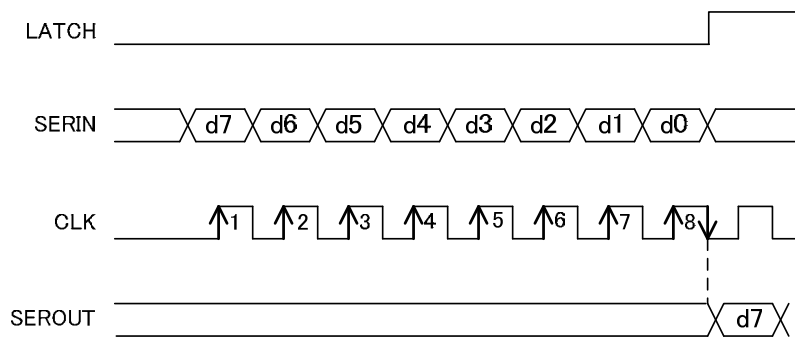 LATCH
SERIN d7 d6 d5 d4 d3 d2 d1 d0
CLK 1 2 3 4 5 6 7 8
SEROUT d7